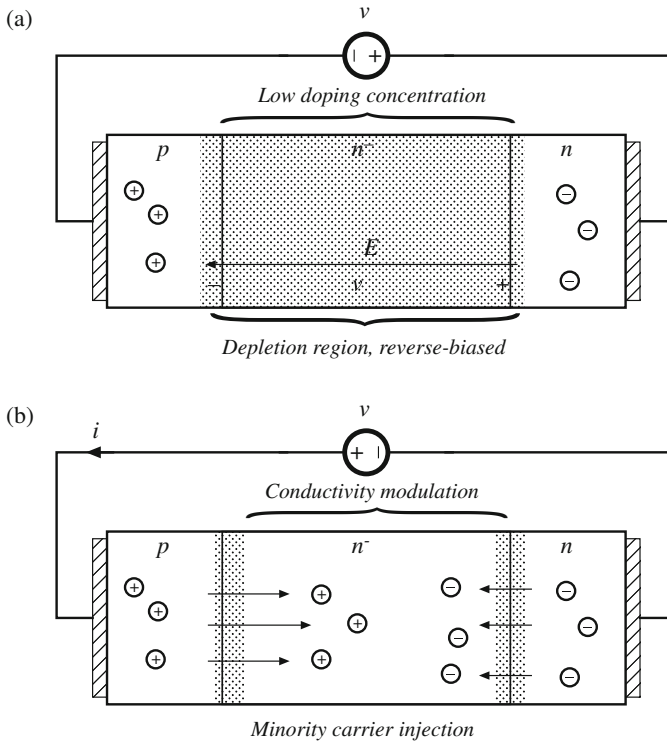 (a)
v
| +
Low doping concentration
p n⁻ n
+ −
+ −
+ −
E
− v +
Depletion region, reverse-biased
(b)
v
i
+ |
Conductivity modulation
p n⁻ n
+ + − −
+ + − −
+ + − −
Minority carrier injection